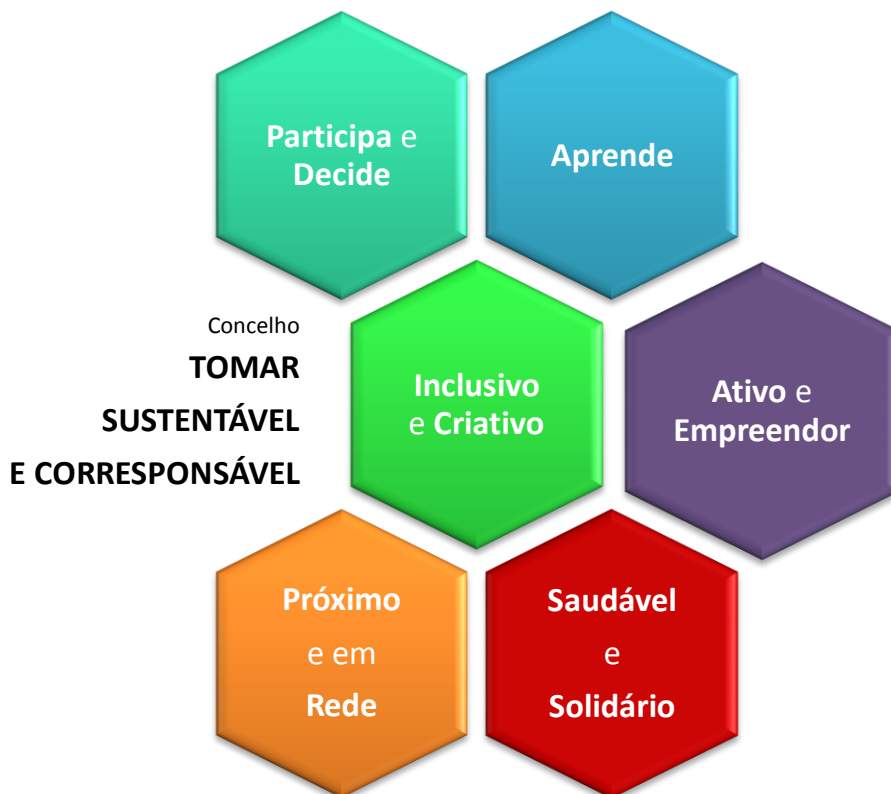 Participa e
Decide
Aprende
Concelho
TOMAR
SUSTENTÁVEL
E CORRESPONSÁVEL
Inclusivo
e Criativo
Ativo e
Empreendor
Próximo
e em
Rede
Saudável
e
Solidário